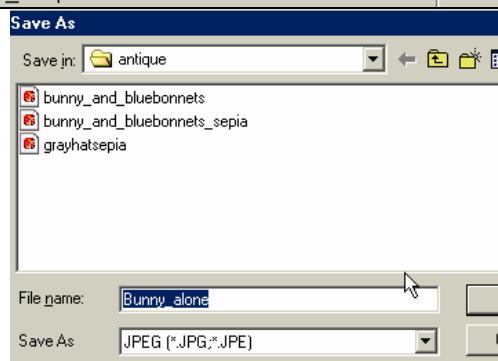 Save As
Save in: antique
bunny_and_bluebonnets
bunny_and_bluebonnets_sepia
grayhatsepia
File name: Bunny_alone
Save As JPEG (*.JPG;*.JPE)